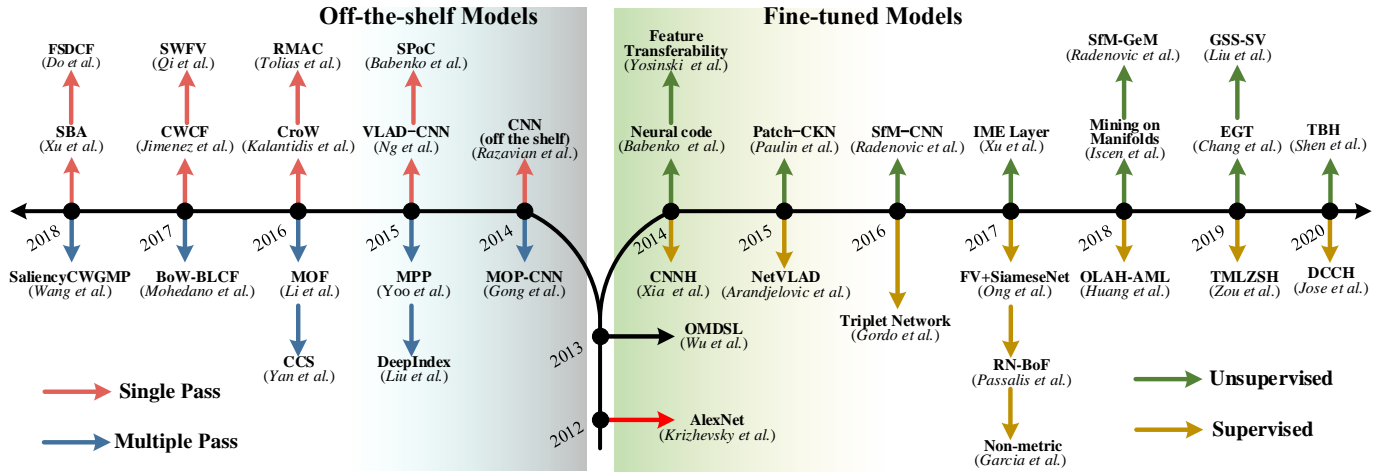 Off-the-shelf Models
Fine-tuned Models
FSDCF
(Do et al.)
SWFV
(Qi et al.)
RMAC
(Tolias et al.)
SPoC
(Babenko et al.)
Feature
Transferability
(Yosinski et al.)
SfM-GeM
(Radenovic et al.)
GSS-SV
(Liu et al.)
SBA
(Xu et al.)
CWCF
(Jimenez et al.)
CroW
(Kalantidis et al.)
VLAD-CNN
(Ng et al.)
CNN
(off the shelf)
(Razavian et al.)
Neural code
(Babenko et al.)
Patch-CKN
(Paulin et al.)
SfM-CNN
(Radenovic et al.)
IME Layer
(Xu et al.)
Mining on
Manifolds
(Iscen et al.)
EGT
(Chang et al.)
TBH
(Shen et al.)
2018
2017
2016
2015
2014
2014
2015
2016
2017
2018
2019
2020
SaliencyCWGMP
(Wang et al.)
BoW-BLCF
(Mohedano et al.)
MOF
(Li et al.)
MPP
(Yoo et al.)
MOP-CNN
(Gong et al.)
CNNH
(Xia et al.)
NetVLAD
(Arandjelovic et al.)
FV+SiameseNet
(Ong et al.)
OLAH-AML
(Huang et al.)
TMLZSH
(Zou et al.)
DCCH
(Jose et al.)
2013
OMDSL
(Wu et al.)
Triplet Network
(Gordo et al.)
CCS
(Yan et al.)
DeepIndex
(Liu et al.)
RN-BoF
(Passalis et al.)
Single Pass
Unsupervised
2012
AlexNet
(Krizhevsky et al.)
Multiple Pass
Non-metric
(Garcia et al.)
Supervised